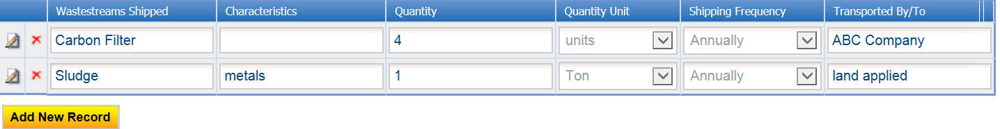 Wastestreams Shipped Characteristics Quantity Quantity Unit Shipping Frequency Transported By/To
Carbon Filter 4 units Annually ABC Company
Sludge metals 1 Ton Annually land applied
Add New Record